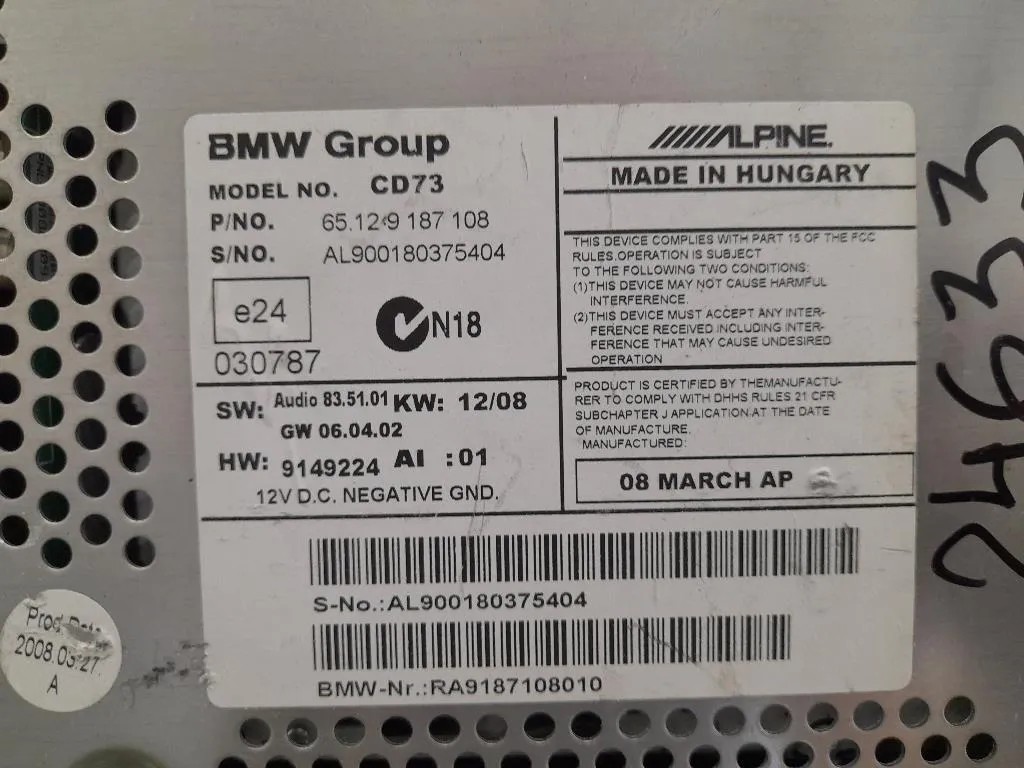 BMW Group
MODEL NO. CD73
P/NO. 65.12-9 187 108
S/NO. AL900180375404
e24
030787
N18
SW: Audio 83.51.01 KW: 12/08
GW 06.04.02
HW: 9149224 AI :01
12V D.C. NEGATIVE GND.
ALPINE.
MADE IN HUNGARY
THIS DEVICE COMPLIES WITH PART 15 OF THE FCC
RULES.OPERATION IS SUBJECT
TO THE FOLLOWING TWO CONDITIONS:
(1)THIS DEVICE MAY NOT CAUSE HARMFUL
INTERFERENCE.
(2)THIS DEVICE MUST ACCEPT ANY INTER-
FERENCE RECEIVED INCLUDING INTER-
FERENCE THAT MAY CAUSE UNDESIRED
OPERATION
PRODUCT IS CERTIFIED BY THEMANUFACTU-
RER TO COMPLY WITH DHHS RULES 21 CFR
SUBCHAPTER J APPLICATION.AT THE DATE
OF MANUFACTURE.
MANUFACTURED:
08 MARCH AP
S-No.:AL900180375404
BMW-Nr.:RA9187108010
Prod Date
2008.03.27.
A
24633